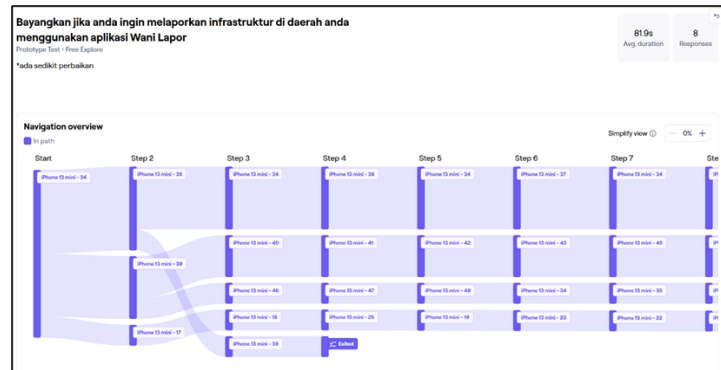 Bayangkan jika anda ingin melaporkan infrastruktur di daerah anda
menggunakan aplikasi Wani Lapor
Prototype Test • Free Explore
*ada sedikit perbaikan
81.9s
Avg. duration
8
Responses
Navigation overview
In path
Simplify view
0%
Start
Step 2
Step 3
Step 4
Step 5
Step 6
Step 7
Ste
iPhone 13 mini - 34
iPhone 13 mini - 35
iPhone 13 mini - 34
iPhone 13 mini - 36
iPhone 13 mini - 34
iPhone 13 mini - 37
iPhone 13 mini - 34
iPhone 13 mini - 39
iPhone 13 mini - 40
iPhone 13 mini - 41
iPhone 13 mini - 42
iPhone 13 mini - 43
iPhone 13 mini - 45
iPhone 13 mini - 46
iPhone 13 mini - 47
iPhone 13 mini - 48
iPhone 13 mini - 34
iPhone 13 mini - 35
iPhone 13 mini - 17
iPhone 13 mini - 18
iPhone 13 mini - 25
iPhone 13 mini - 19
iPhone 13 mini - 20
iPhone 13 mini - 22
iPhone 13 mini - 39
Exited